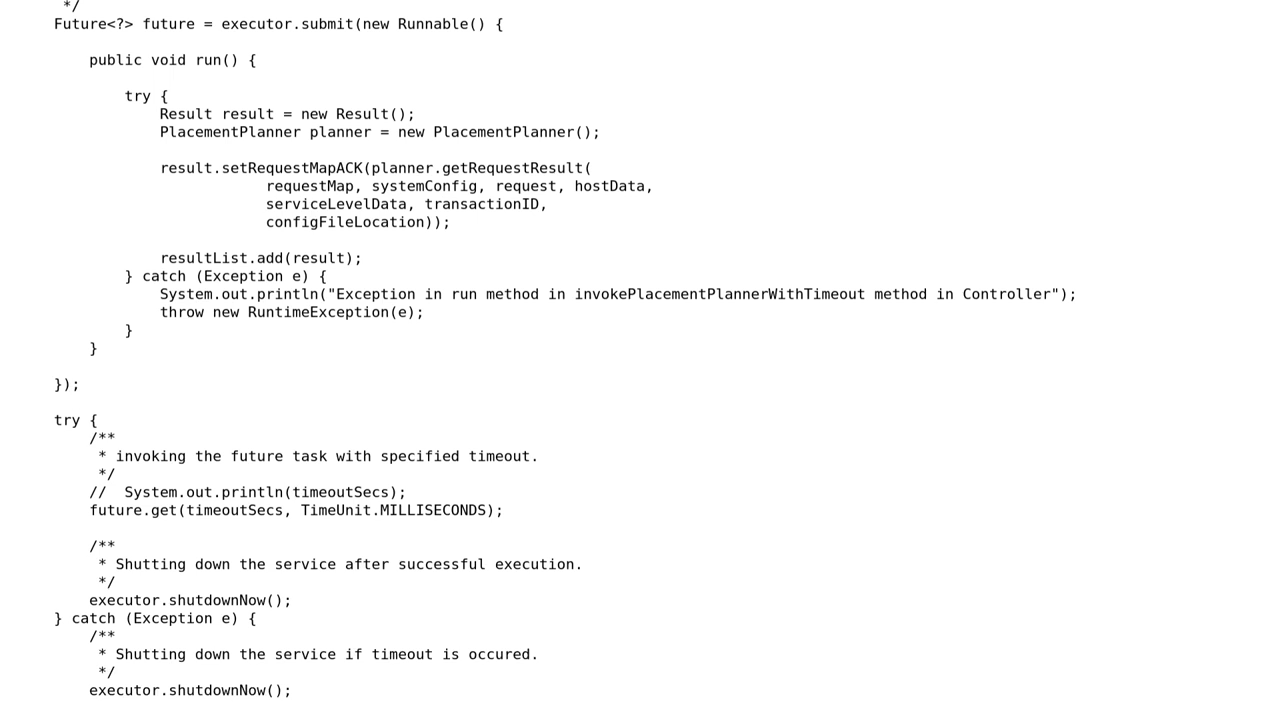 */
Future<?> future = executor.submit(new Runnable() {
public void run() {
try {
Result result = new Result();
PlacementPlanner planner = new PlacementPlanner();
result.setRequestMapACK(planner.getRequestResult(
requestMap, systemConfig, request, hostData,
serviceLevelData, transactionID,
configFileLocation));
resultList.add(result);
} catch (Exception e) {
System.out.println("Exception in run method in invokePlacementPlannerWithTimeout method in Controller");
throw new RuntimeException(e);
}
}
});
try {
/**
* invoking the future task with specified timeout.
*/
//  System.out.println(timeoutSecs);
future.get(timeoutSecs, TimeUnit.MILLISECONDS);
/**
* Shutting down the service after successful execution.
*/
executor.shutdownNow();
} catch (Exception e) {
/**
* Shutting down the service if timeout is occured.
*/
executor.shutdownNow();